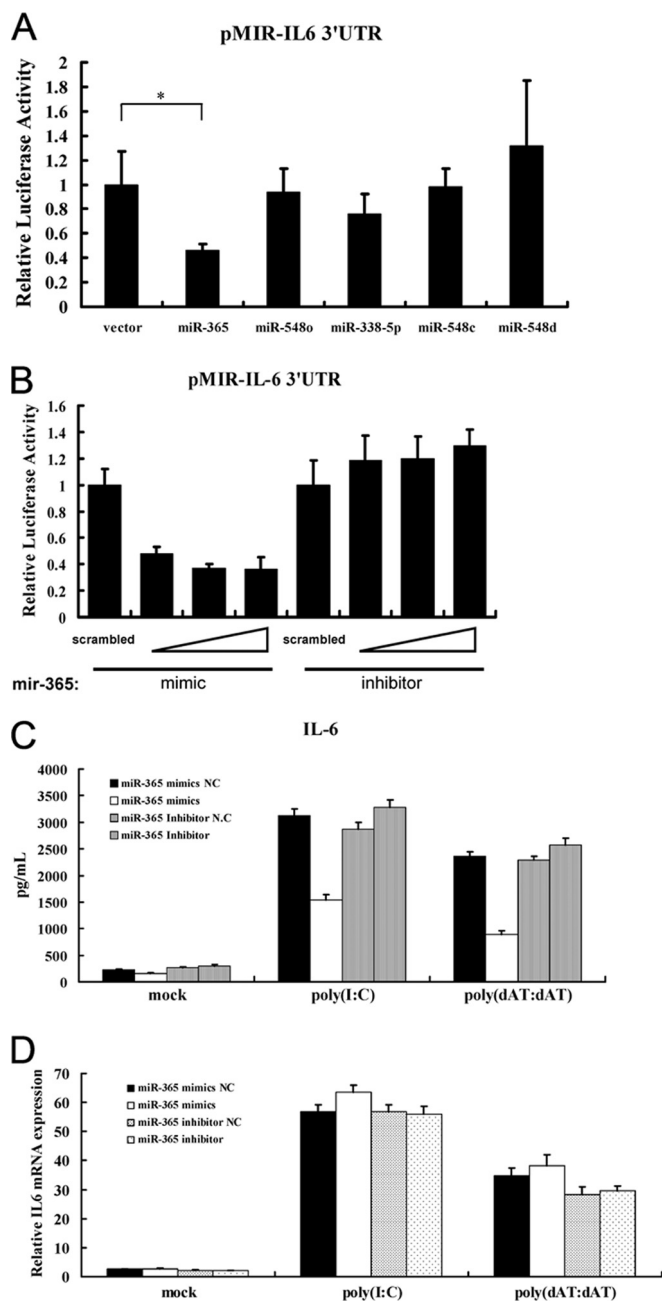 A
pMIR-IL6 3'UTR
Relative Luciferase Activity
2
1.8
1.6
1.4
1.2
1
0.8
0.6
0.4
0.2
0
*
vector miR-365 miR-548o miR-338-5p miR-548c miR-548d
B
pMIR-IL-6 3'UTR
Relative Luciferase Activity
1.6
1.4
1.2
1
0.8
0.6
0.4
0.2
0
scrambled scrambled
mir-365: mimic inhibitor
C
IL-6
pg/mL
4000
3500
3000
2500
2000
1500
1000
500
0
miR-365 mimics NC
miR-365 mimics
miR-365 Inhibitor N.C
miR-365 Inhibitor
mock poly(I:C) poly(dAT:dAT)
D
Relative IL6 mRNA expression
70
60
50
40
30
20
10
0
miR-365 mimics NC
miR-365 mimics
miR-365 inhibitor NC
miR-365 inhibitor
mock poly(I:C) poly(dAT:dAT)